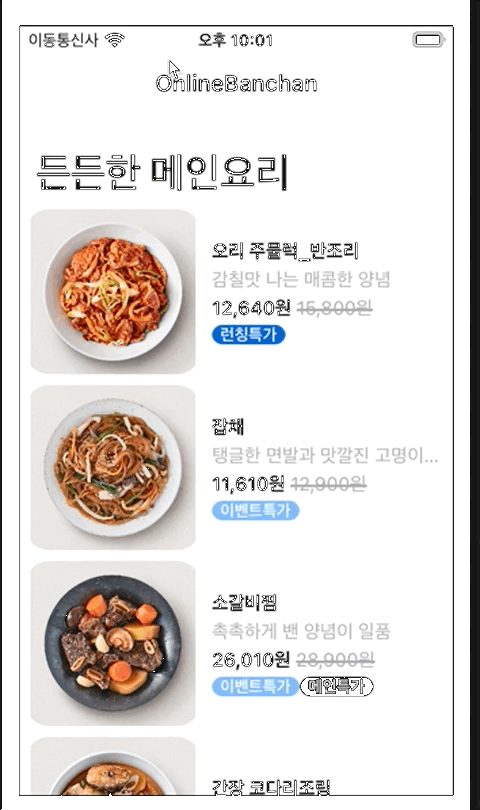 이동통신사 오후 10:01
OnlineBanchan
든든한 메인요리
오리 주물럭_반조리
감칠맛 나는 매콤한 양념
12,640원 15,800원
런칭특가
잡채
탱글한 면발과 맛깔진 고명이...
11,610원 12,900원
이벤트특가
소갈비찜
촉촉하게 밴 양념이 일품
26,010원 28,900원
이벤트특가 메인특가
간장 코다리조림